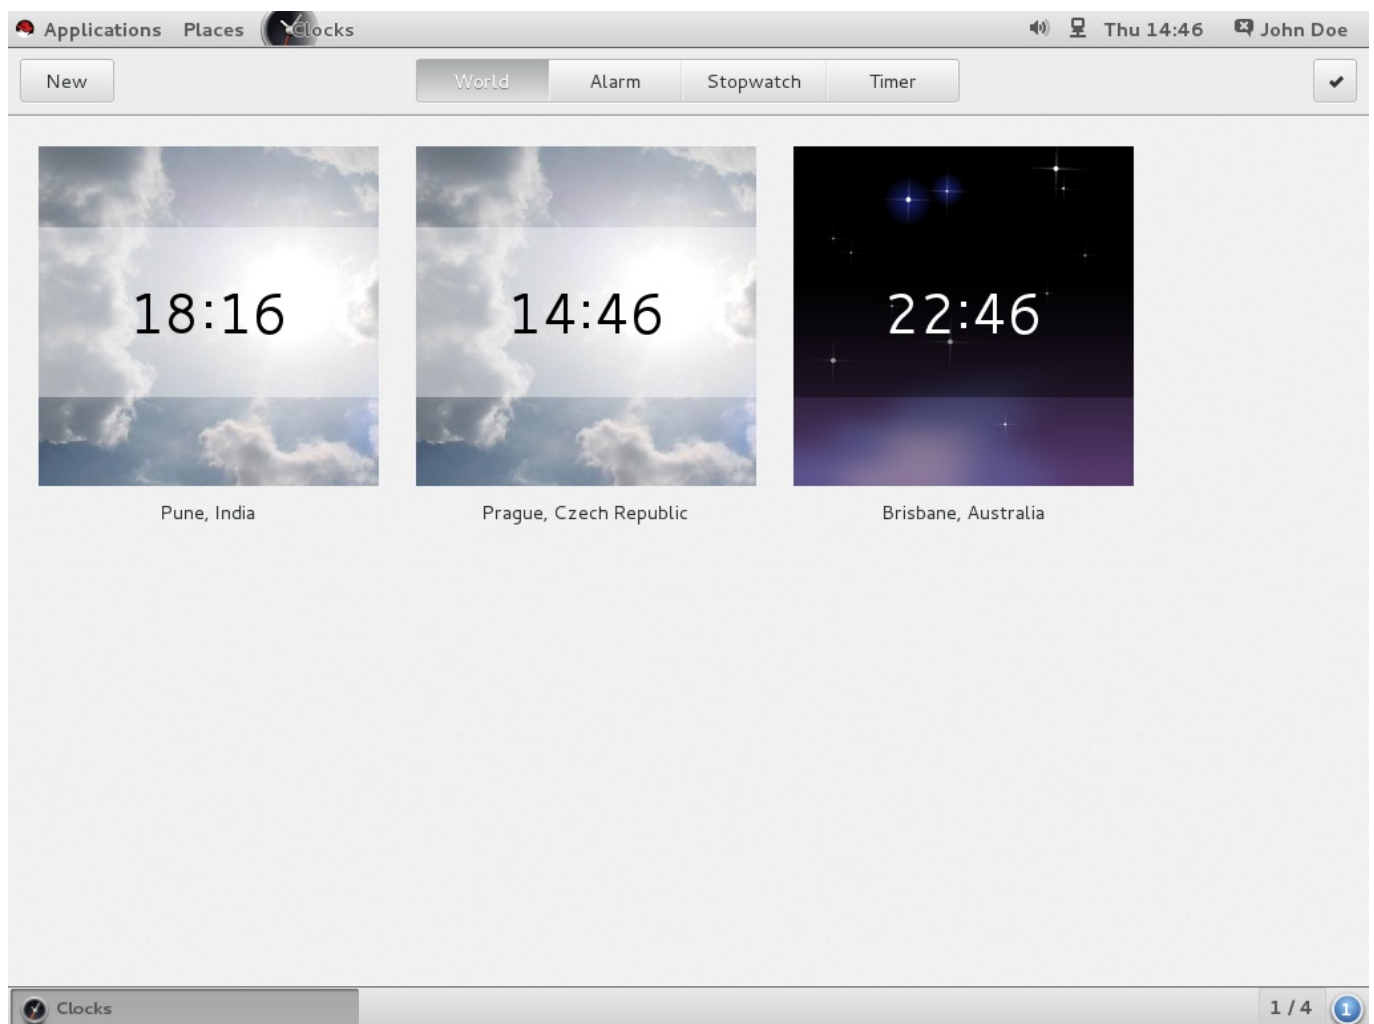 Applications Places Clocks Thu 14:46 John Doe
New World Alarm Stopwatch Timer
18:16 14:46 22:46
Pune, India Prague, Czech Republic Brisbane, Australia
Clocks 1 / 4 1